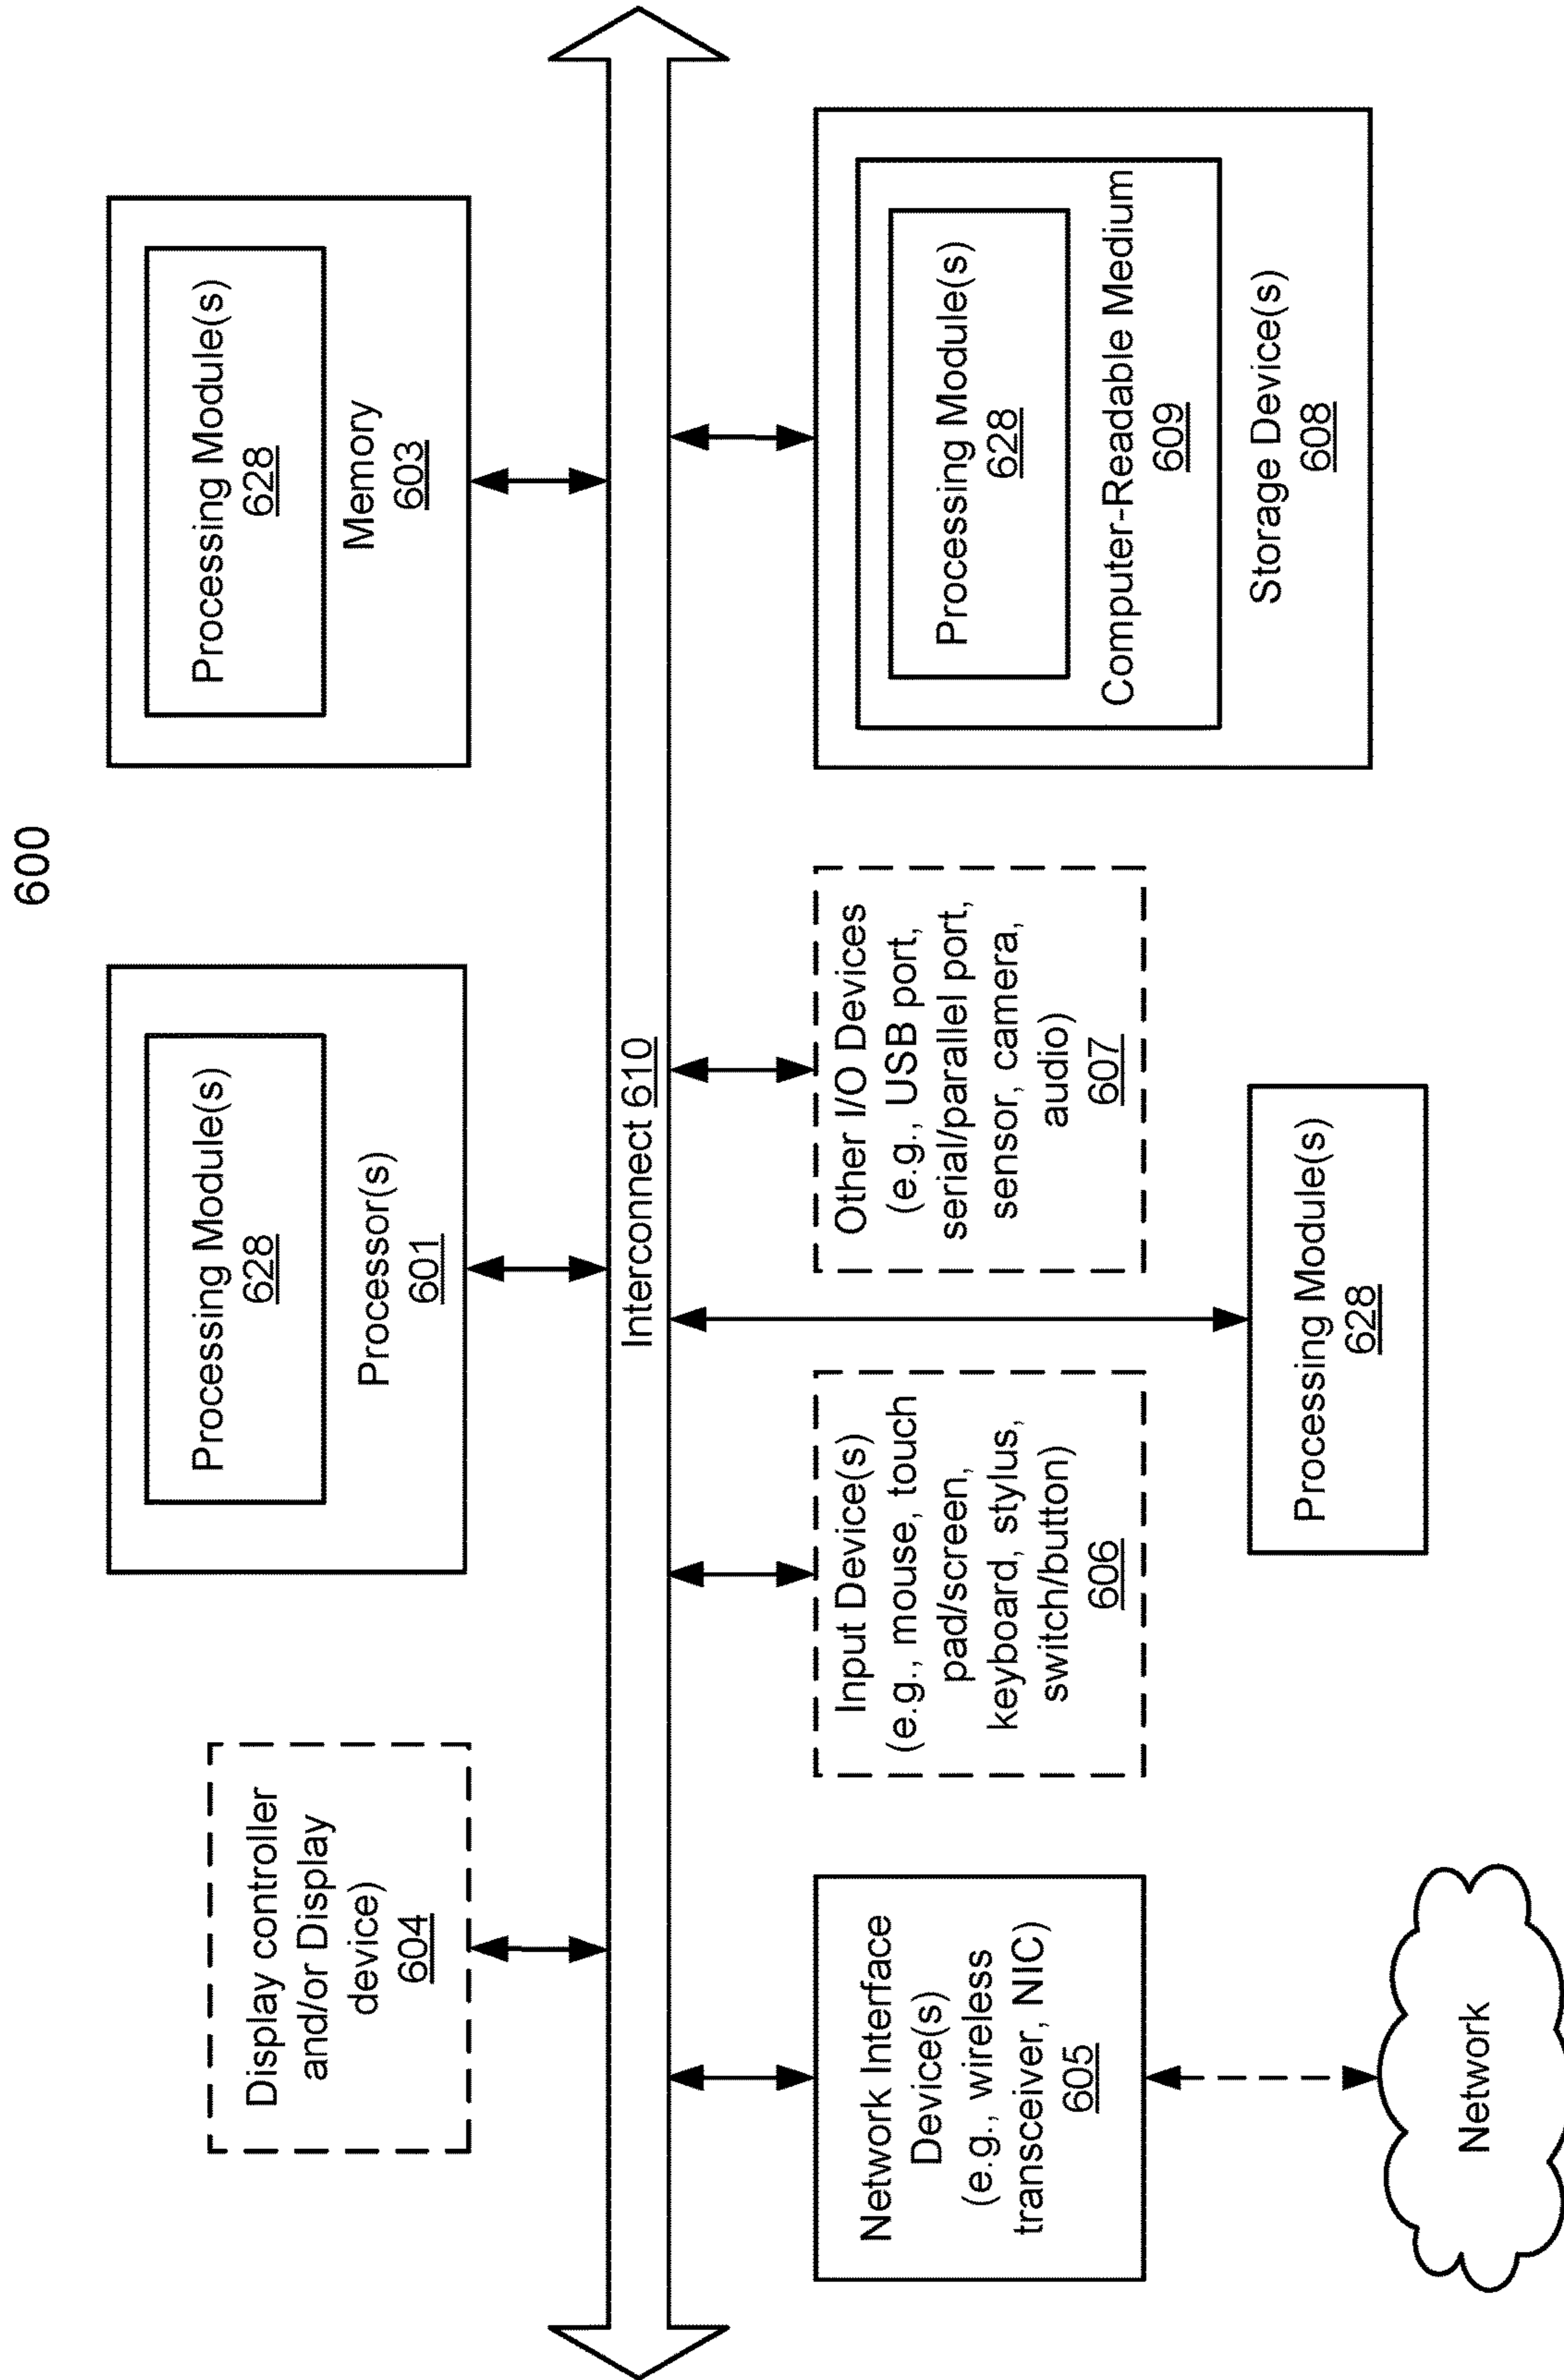 600
Display controller
and/or Display
device)
604
Processing Module(s)
628
Processor(s)
601
Processing Module(s)
628
Memory
603
Interconnect 610
Network Interface
Device(s)
(e.g., wireless
transceiver, NIC)
605
Input Device(s)
(e.g., mouse, touch
pad/screen,
keyboard, stylus,
switch/button)
606
Other I/O Devices
(e.g., USB port,
serial/parallel port,
sensor, camera,
audio)
607
Processing Module(s)
628
Computer-Readable Medium
609
Storage Device(s)
608
Processing Module(s)
628
Network